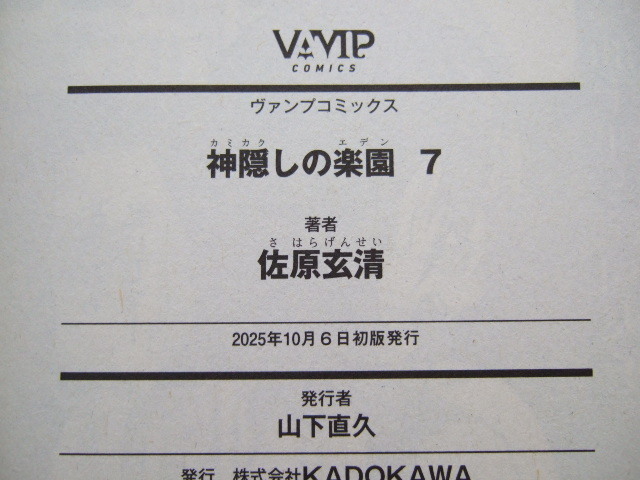 VAMP
COMICS
ヴァンプコミックス
カミカク エデン
神隠しの楽園 7
著者
さはらげんせい
佐原玄清
2025年10月6日初版発行
発行者
山下直久
発行 株式会社KADOKAWA